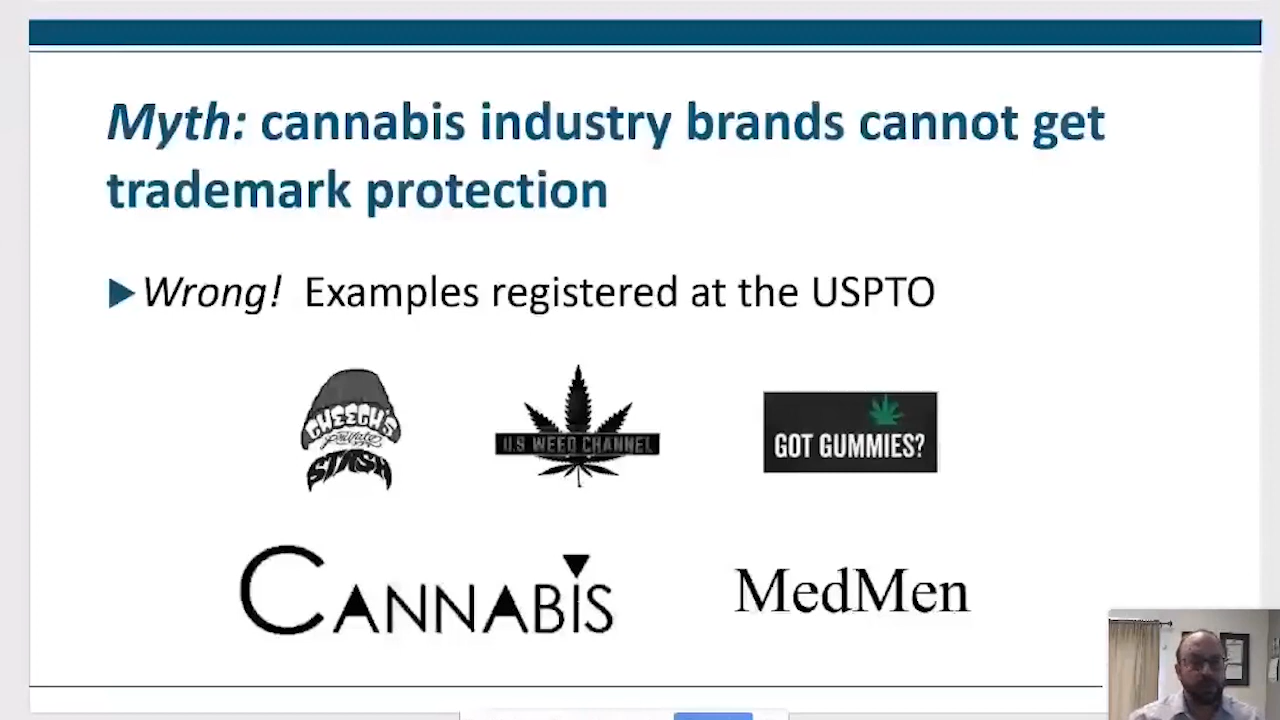 Myth: cannabis industry brands cannot get
trademark protection
Wrong! Examples registered at the USPTO
CHEECH'S
Private
STASH
U.S WEED CHANNEL
GOT GUMMIES?
CANNABIS
MedMen